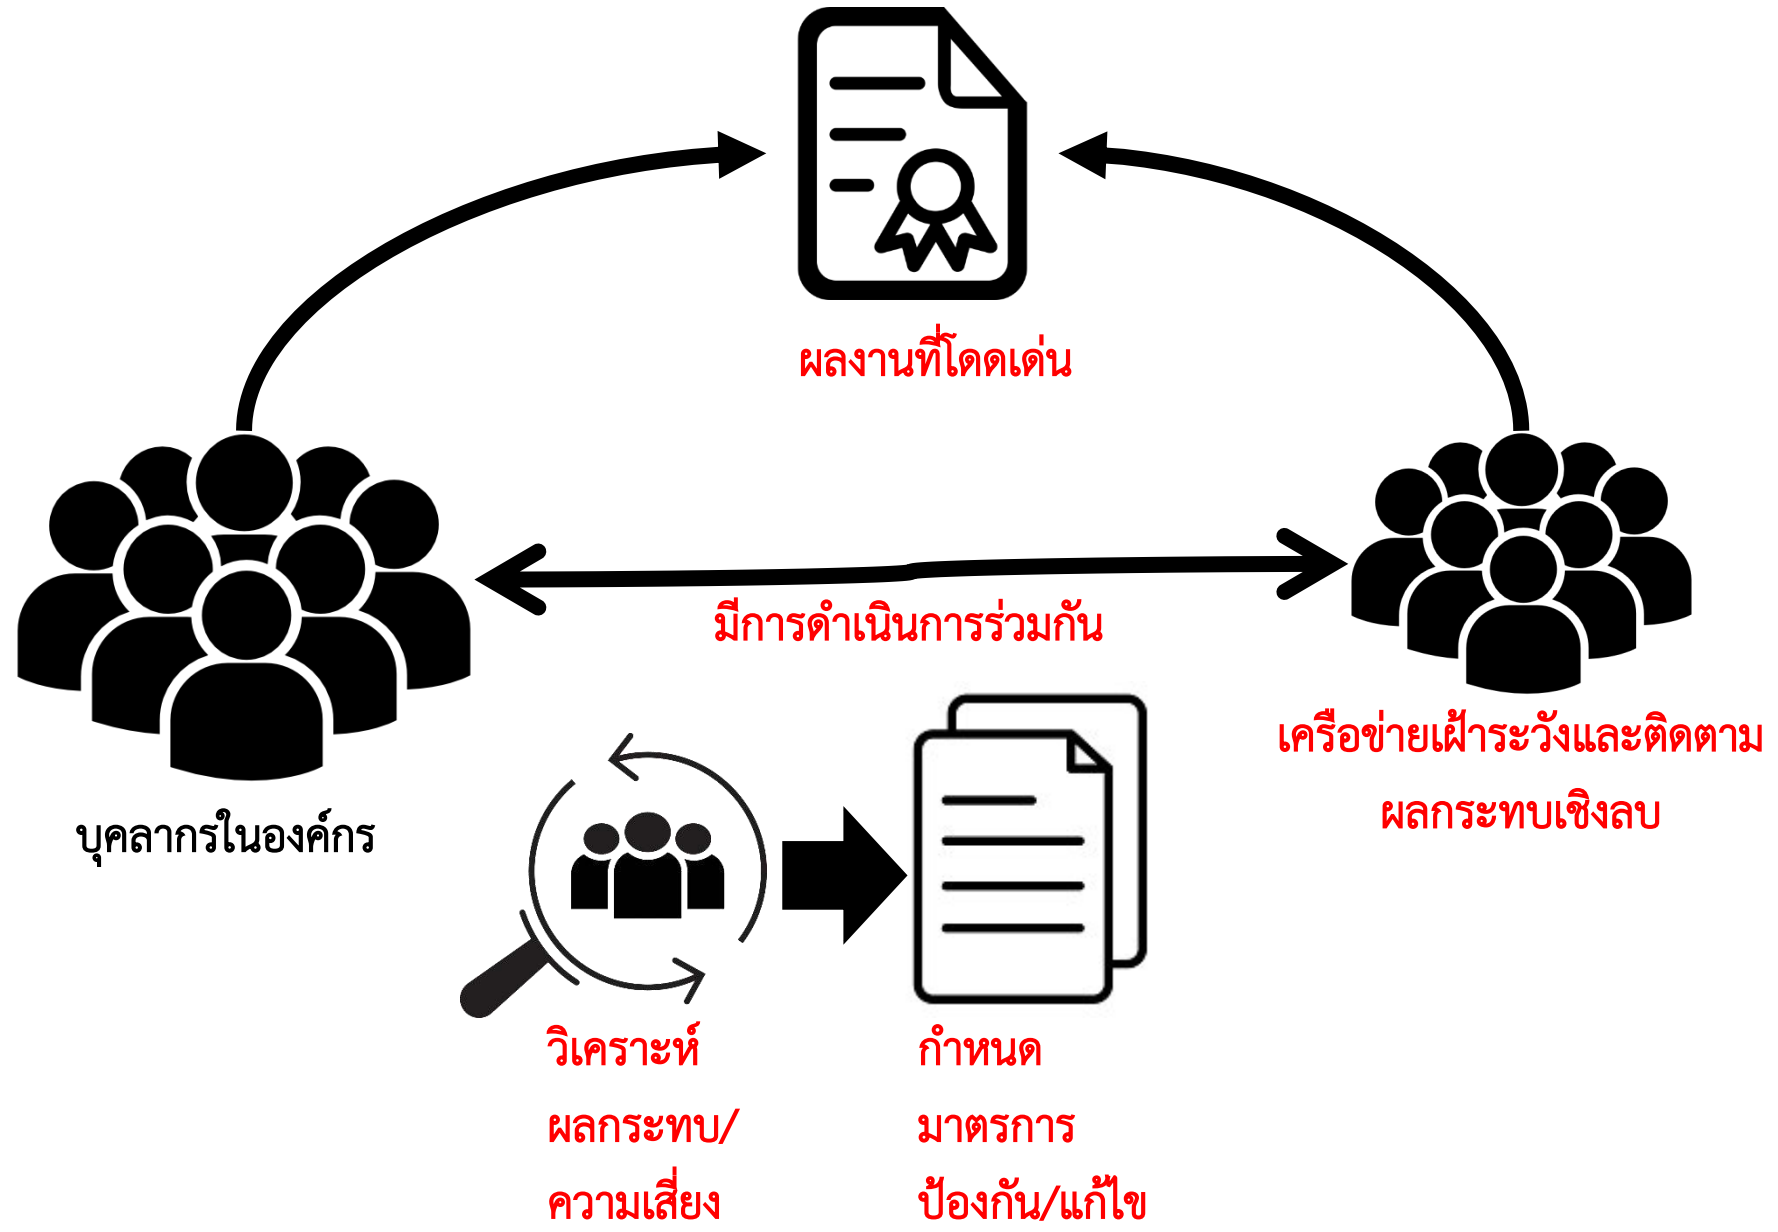 ผลงานที่โดดเด่น
มีการดำเนินการร่วมกัน
บุคลากรในองค์กร
เครือข่ายเฝ้าระวังและติดตาม
ผลกระทบเชิงลบ
วิเคราะห์
ผลกระทบ/
ความเสี่ยง
กำหนด
มาตรการ
ป้องกัน/แก้ไข